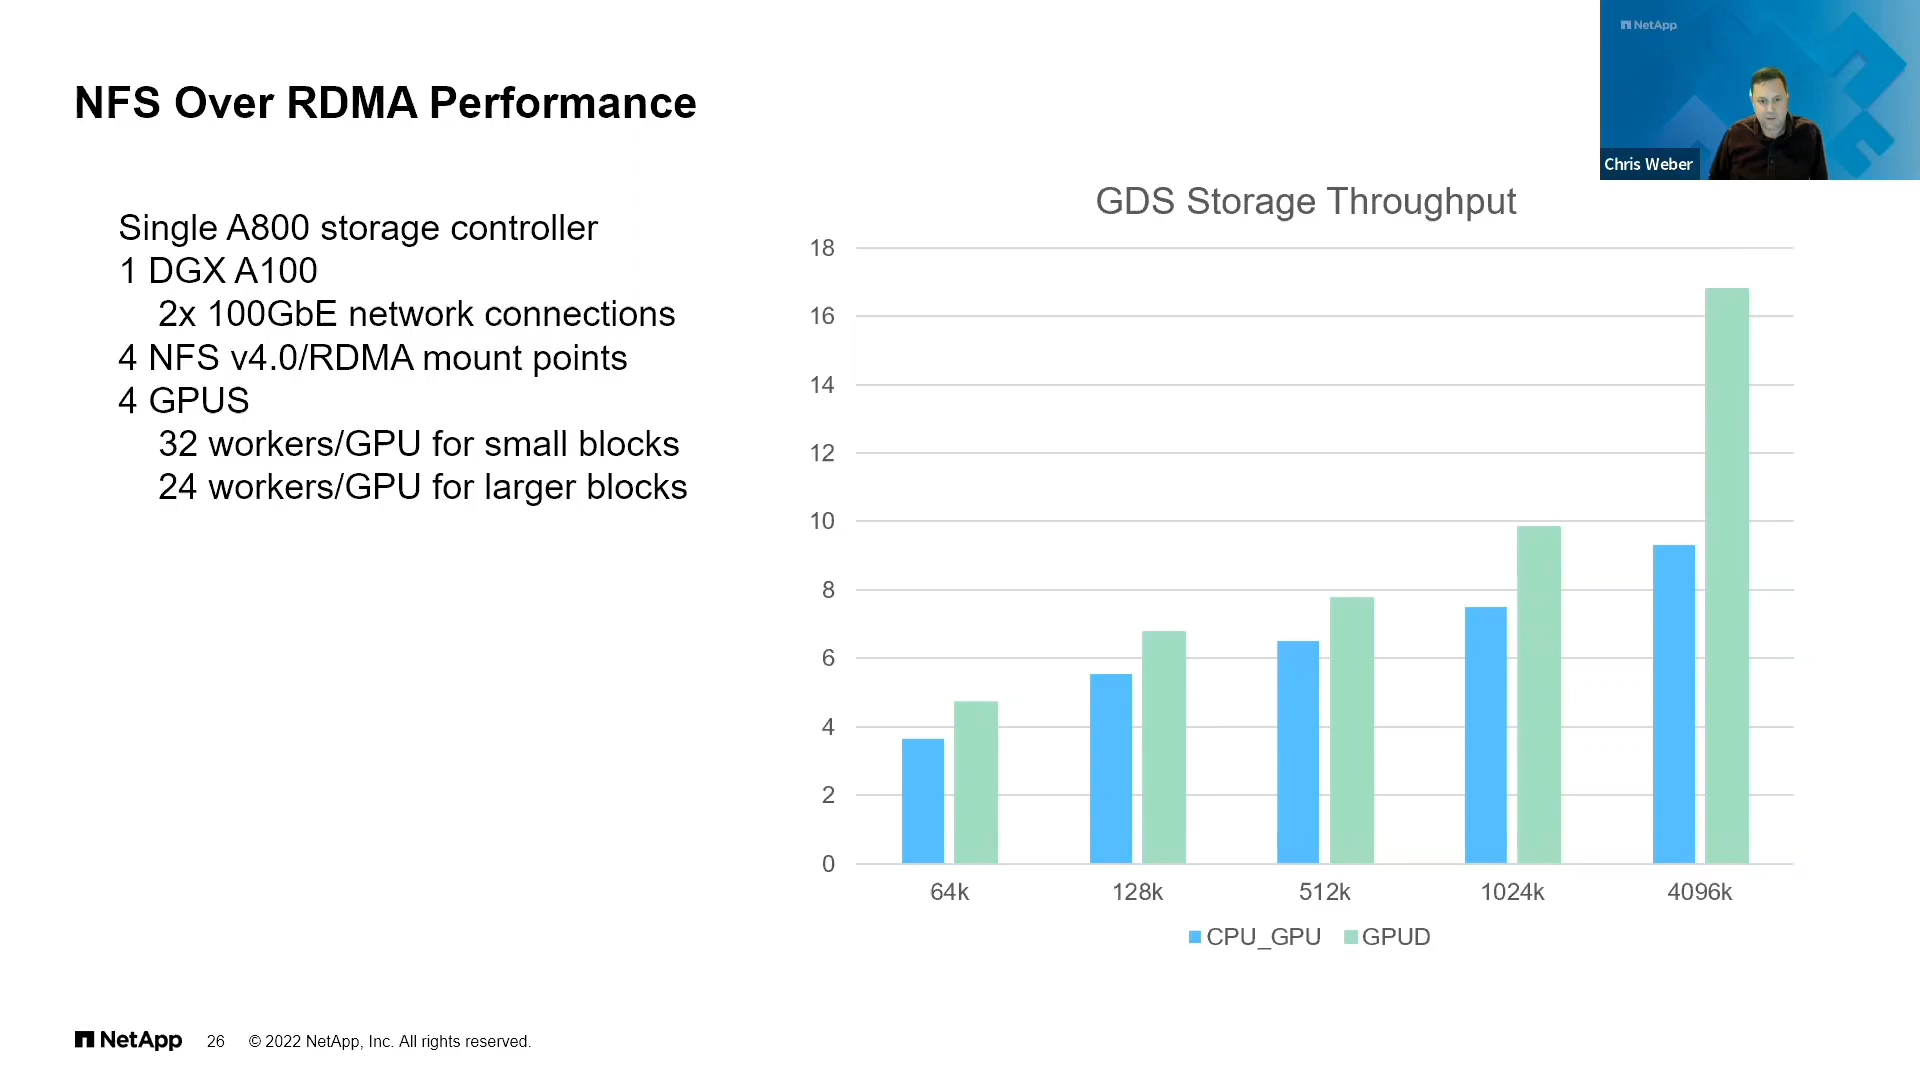 NetApp
NFS Over RDMA Performance
Chris Weber
Single A800 storage controller
1 DGX A100
2x 100GbE network connections
4 NFS v4.0/RDMA mount points
4 GPUS
32 workers/GPU for small blocks
24 workers/GPU for larger blocks
GDS Storage Throughput
18
16
14
12
10
8
6
4
2
0
64k 128k 512k 1024k 4096k
CPU_GPU GPUD
NetApp 26 © 2022 NetApp, Inc. All rights reserved.